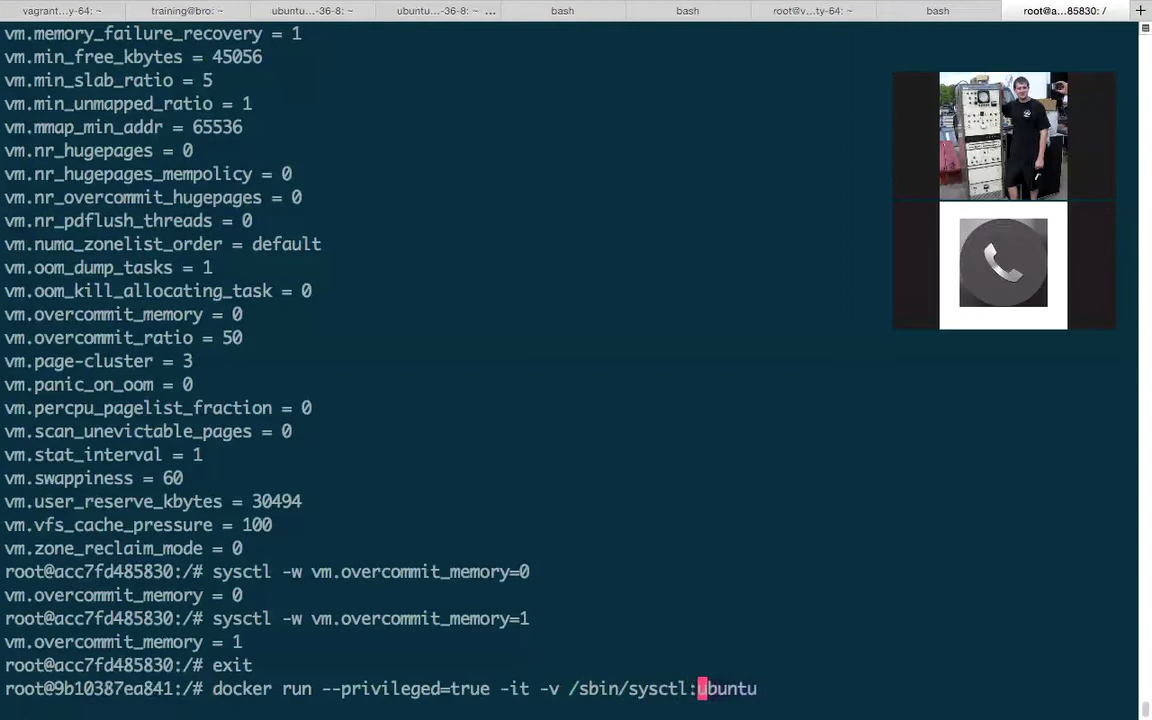 vagrant...y-64: ~ training@bro: ~ ubuntu...-36-8: ~ ubuntu...-36-8: ~ ... bash bash root@v...ty-64: ~ bash root@a...85830: / +
vm.memory_failure_recovery = 1
vm.min_free_kbytes = 45056
vm.min_slab_ratio = 5
vm.min_unmapped_ratio = 1
vm.mmap_min_addr = 65536
vm.nr_hugepages = 0
vm.nr_hugepages_mempolicy = 0
vm.nr_overcommit_hugepages = 0
vm.nr_pdflush_threads = 0
vm.numa_zonelist_order = default
vm.oom_dump_tasks = 1
vm.oom_kill_allocating_task = 0
vm.overcommit_memory = 0
vm.overcommit_ratio = 50
vm.page-cluster = 3
vm.panic_on_oom = 0
vm.percpu_pagelist_fraction = 0
vm.scan_unevictable_pages = 0
vm.stat_interval = 1
vm.swappiness = 60
vm.user_reserve_kbytes = 30494
vm.vfs_cache_pressure = 100
vm.zone_reclaim_mode = 0
root@acc7fd485830:/# sysctl -w vm.overcommit_memory=0
vm.overcommit_memory = 0
root@acc7fd485830:/# sysctl -w vm.overcommit_memory=1
vm.overcommit_memory = 1
root@acc7fd485830:/# exit
root@9b10387ea841:/# docker run --privileged=true -it -v /sbin/sysctl:ubuntu